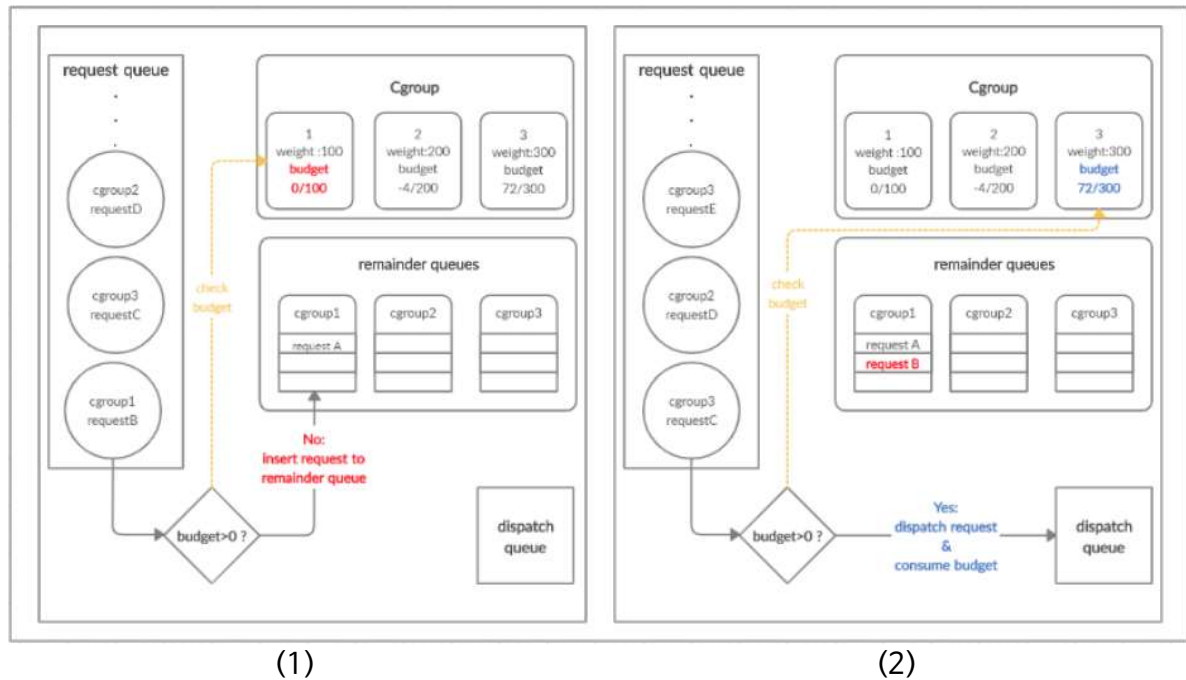 request queue
.
.
.
cgroup2
requestD
cgroup3
requestC
cgroup1
requestB
Cgroup
1
weight :100
budget
0/100
2
weight:200
budget
-4/200
3
weight:300
budget
72/300
check
budget
remainder queues
cgroup1
request A
cgroup2
cgroup3
No:
insert request to
remainder queue
budget>0 ?
dispatch
queue
(1)
request queue
.
.
.
cgroup3
requestE
cgroup2
requestD
cgroup3
requestC
Cgroup
1
weight :100
budget
0/100
2
weight:200
budget
-4/200
3
weight:300
budget
72/300
check
budget
remainder queues
cgroup1
request A
request B
cgroup2
cgroup3
budget>0 ?
Yes:
dispatch request
&
consume budget
dispatch
queue
(2)